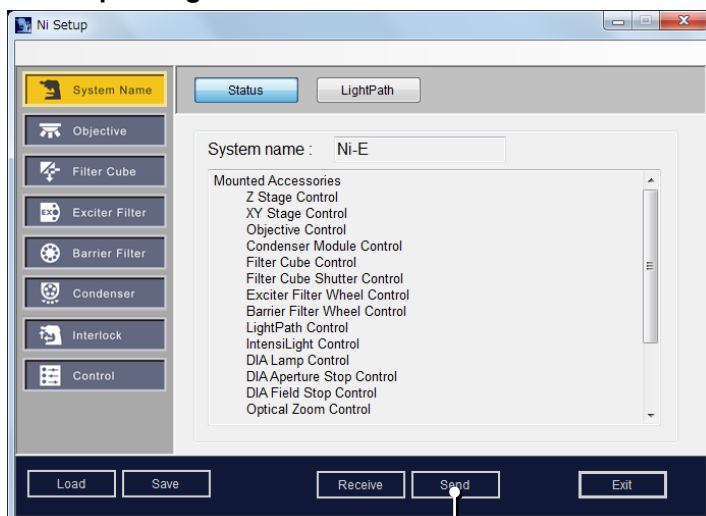 Ni Setup
System Name
Status
LightPath
Objective
System name : Ni-E
Filter Cube
Mounted Accessories
Z Stage Control
XY Stage Control
Exciter Filter
Objective Control
Condenser Module Control
Barrier Filter
Filter Cube Control
Filter Cube Shutter Control
Condenser
Exciter Filter Wheel Control
Barrier Filter Wheel Control
Interlock
LightPath Control
IntensiLight Control
Control
DIA Lamp Control
DIA Aperture Stop Control
DIA Field Stop Control
Optical Zoom Control
Load
Save
Receive
Send
Exit